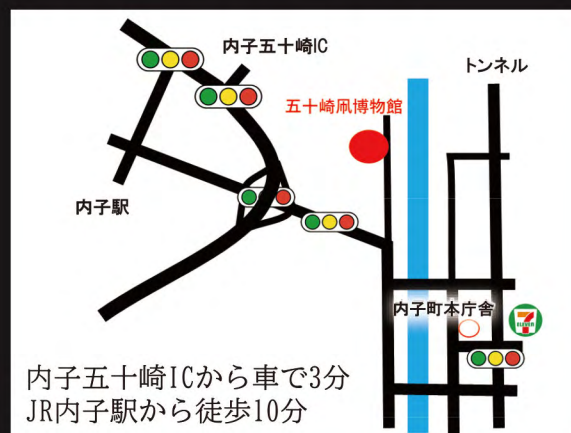 内子五十崎IC
トンネル
五十崎凧博物館
内子駅
内子町本庁舎
7
ELEVEN
内子五十崎ICから車で3分
JR内子駅から徒歩10分